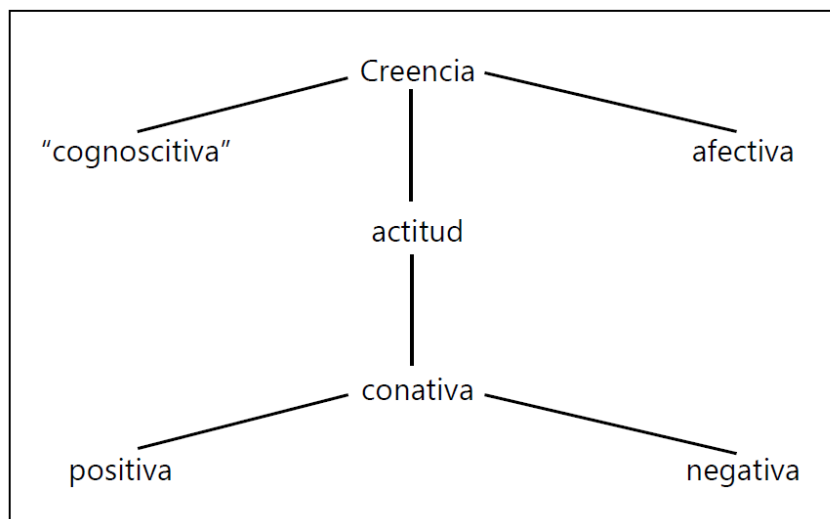 Creencia
“cognoscitiva”
afectiva
actitud
conativa
positiva
negativa